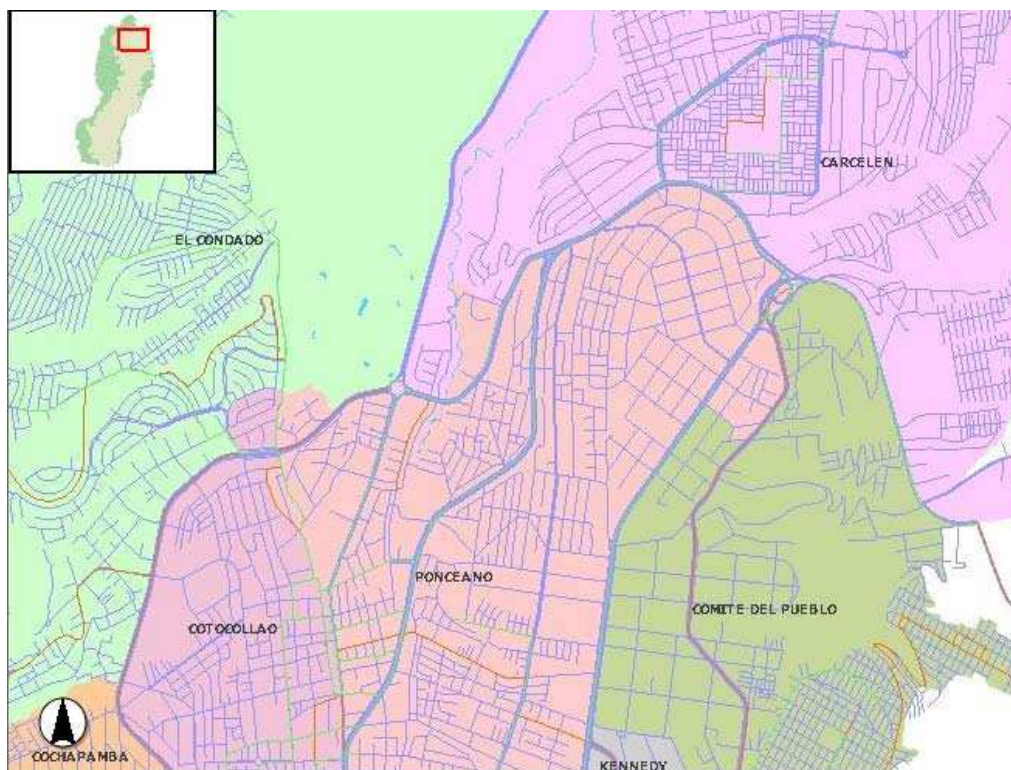 CARCELEN
EL CONDADO
PONCEANO
COMITE DEL PUEBLO
COTOCOLLAO
COCHAPAMBA
KENNEDY